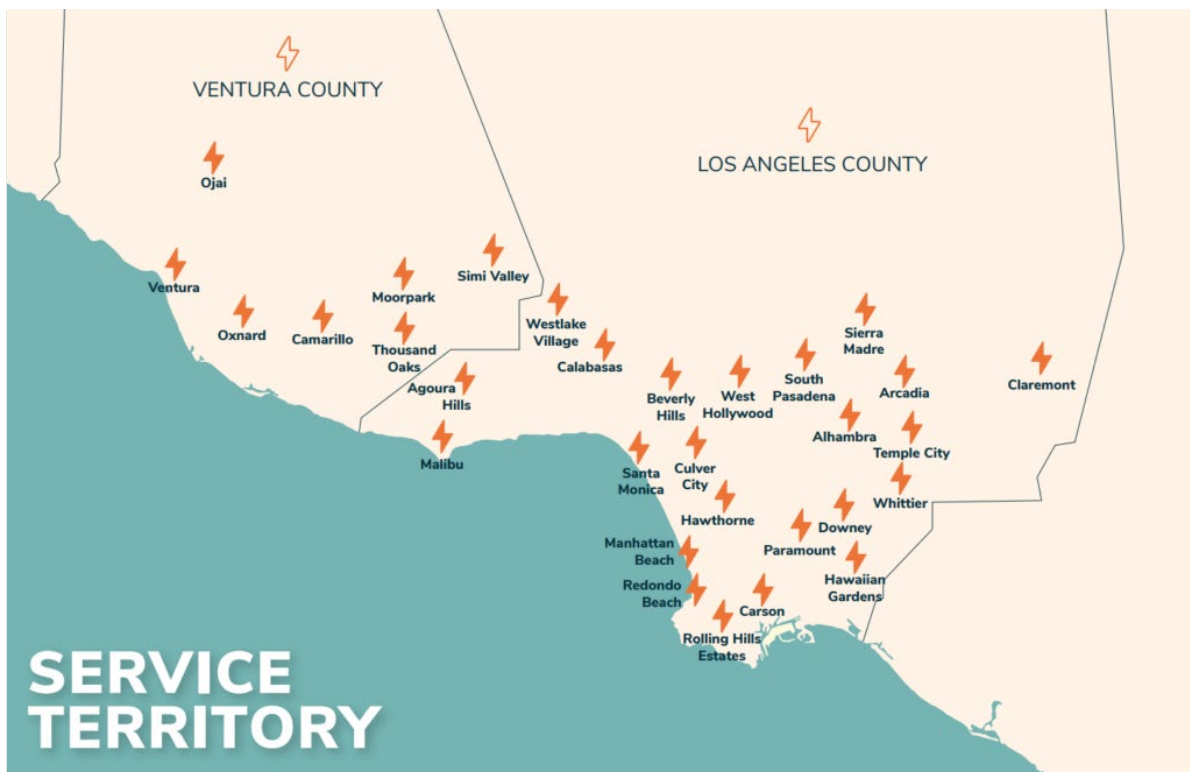 VENTURA COUNTY
LOS ANGELES COUNTY
Ojai
Ventura
Oxnard
Camarillo
Moorpark
Simi Valley
Thousand
Oaks
Agoura
Hills
Malibu
Westlake
Village
Calabasas
Beverly
Hills
West
Hollywood
South
Pasadena
Sierra
Madre
Arcadia
Claremont
Alhambra
Temple City
Santa
Monica
Culver
City
Hawthorne
Whittier
Downey
Paramount
Manhattan
Beach
Hawaiian
Gardens
Redondo
Beach
Carson
Rolling Hills
Estates
SERVICE
TERRITORY